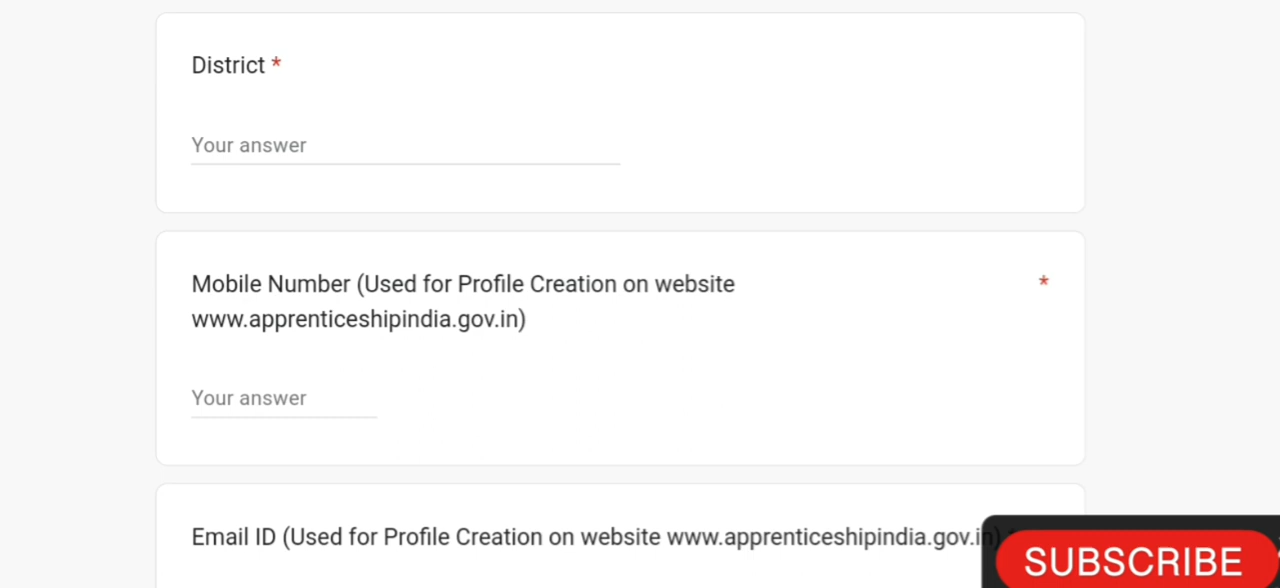 District *
Your answer
Mobile Number (Used for Profile Creation on website *
www.apprenticeshipindia.gov.in)
Your answer
Email ID (Used for Profile Creation on website www.apprenticeshipindia.gov.in) *
SUBSCRIBE